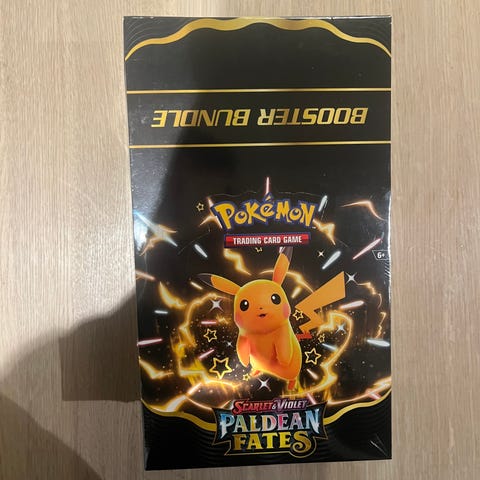 BOOSTER BUNDLE
POKÉMON
TRADING CARD GAME
6+
SCARLET & VIOLET
PALDEAN
FATES